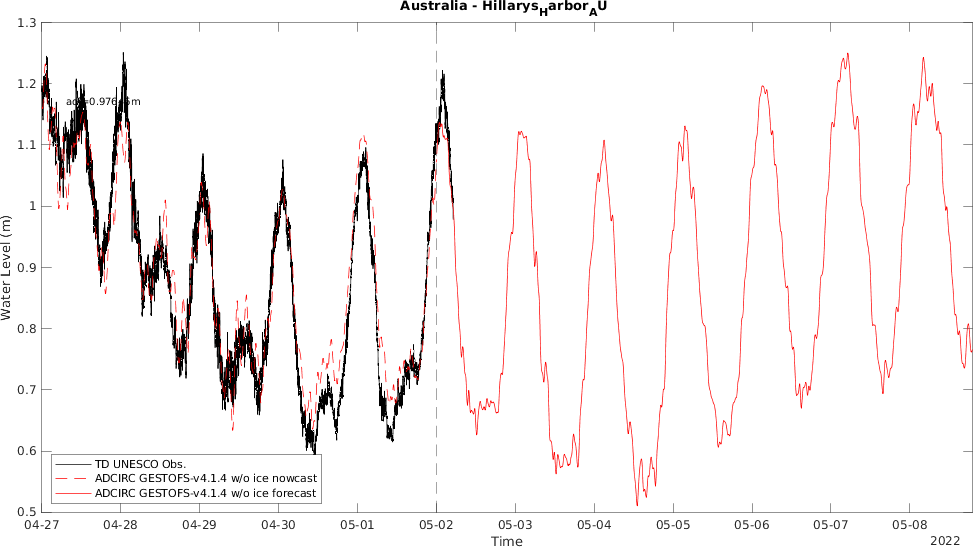 Australia - HillarysHarborAU
1.3
1.2
1.1
1
0.9
0.8
0.7
0.6
0.5
Water Level (m)
TD UNESCO Obs.
ADCIRC GESTOFS-v4.1.4 w/o ice nowcast
ADCIRC GESTOFS-v4.1.4 w/o ice forecast
04-27 04-28 04-29 04-30 05-01 05-02 05-03 05-04 05-05 05-06 05-07 05-08
Time
2022